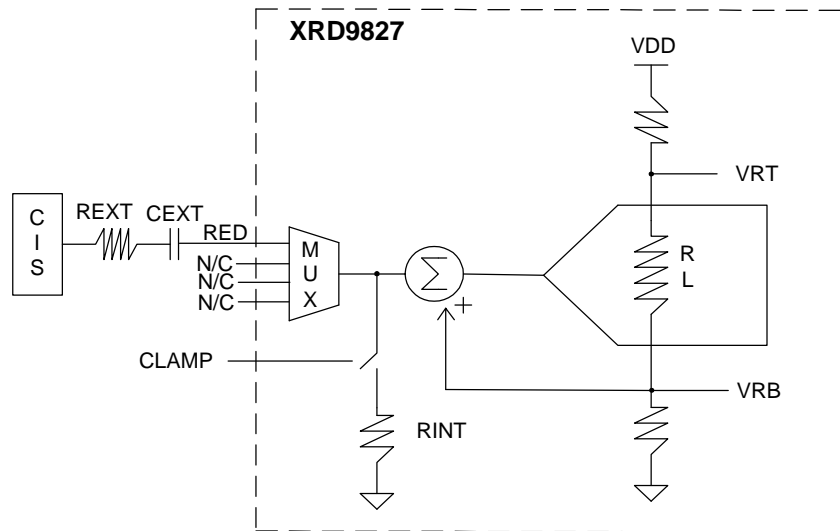 XRD9827
VDD
VRT
C
I
S
REXT
CEXT
RED
M
U
X
N/C
N/C
N/C
Σ
+
R
L
CLAMP
VRB
RINT